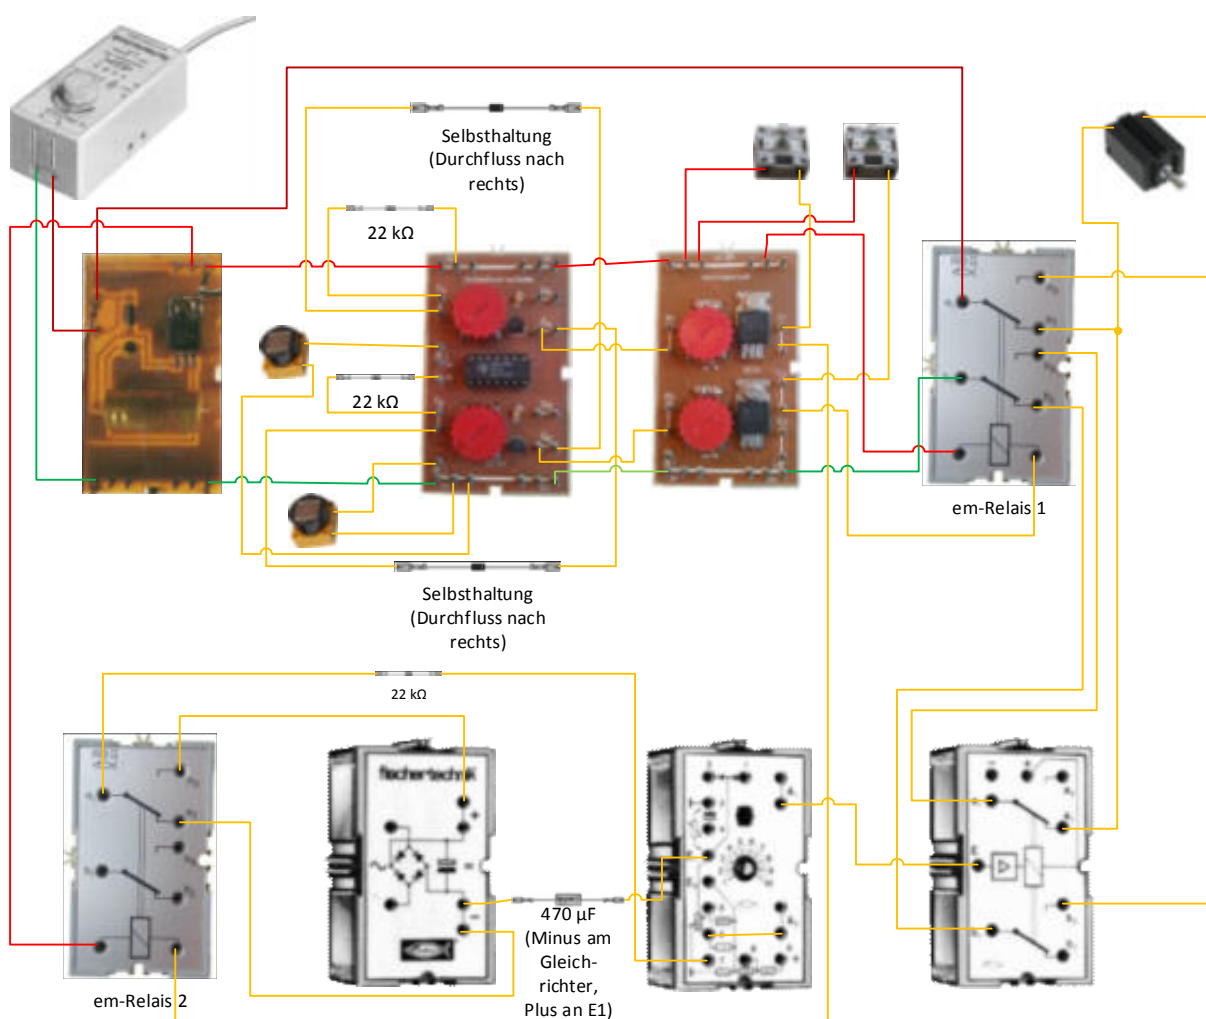 Selbsthaltung
(Durchfluss nach
rechts)
22 kΩ
22 kΩ
em-Relais 1
Selbsthaltung
(Durchfluss nach
rechts)
22 kΩ
fischertechnik
470 µF
(Minus am
Gleich-
richter,
Plus an E1)
em-Relais 2